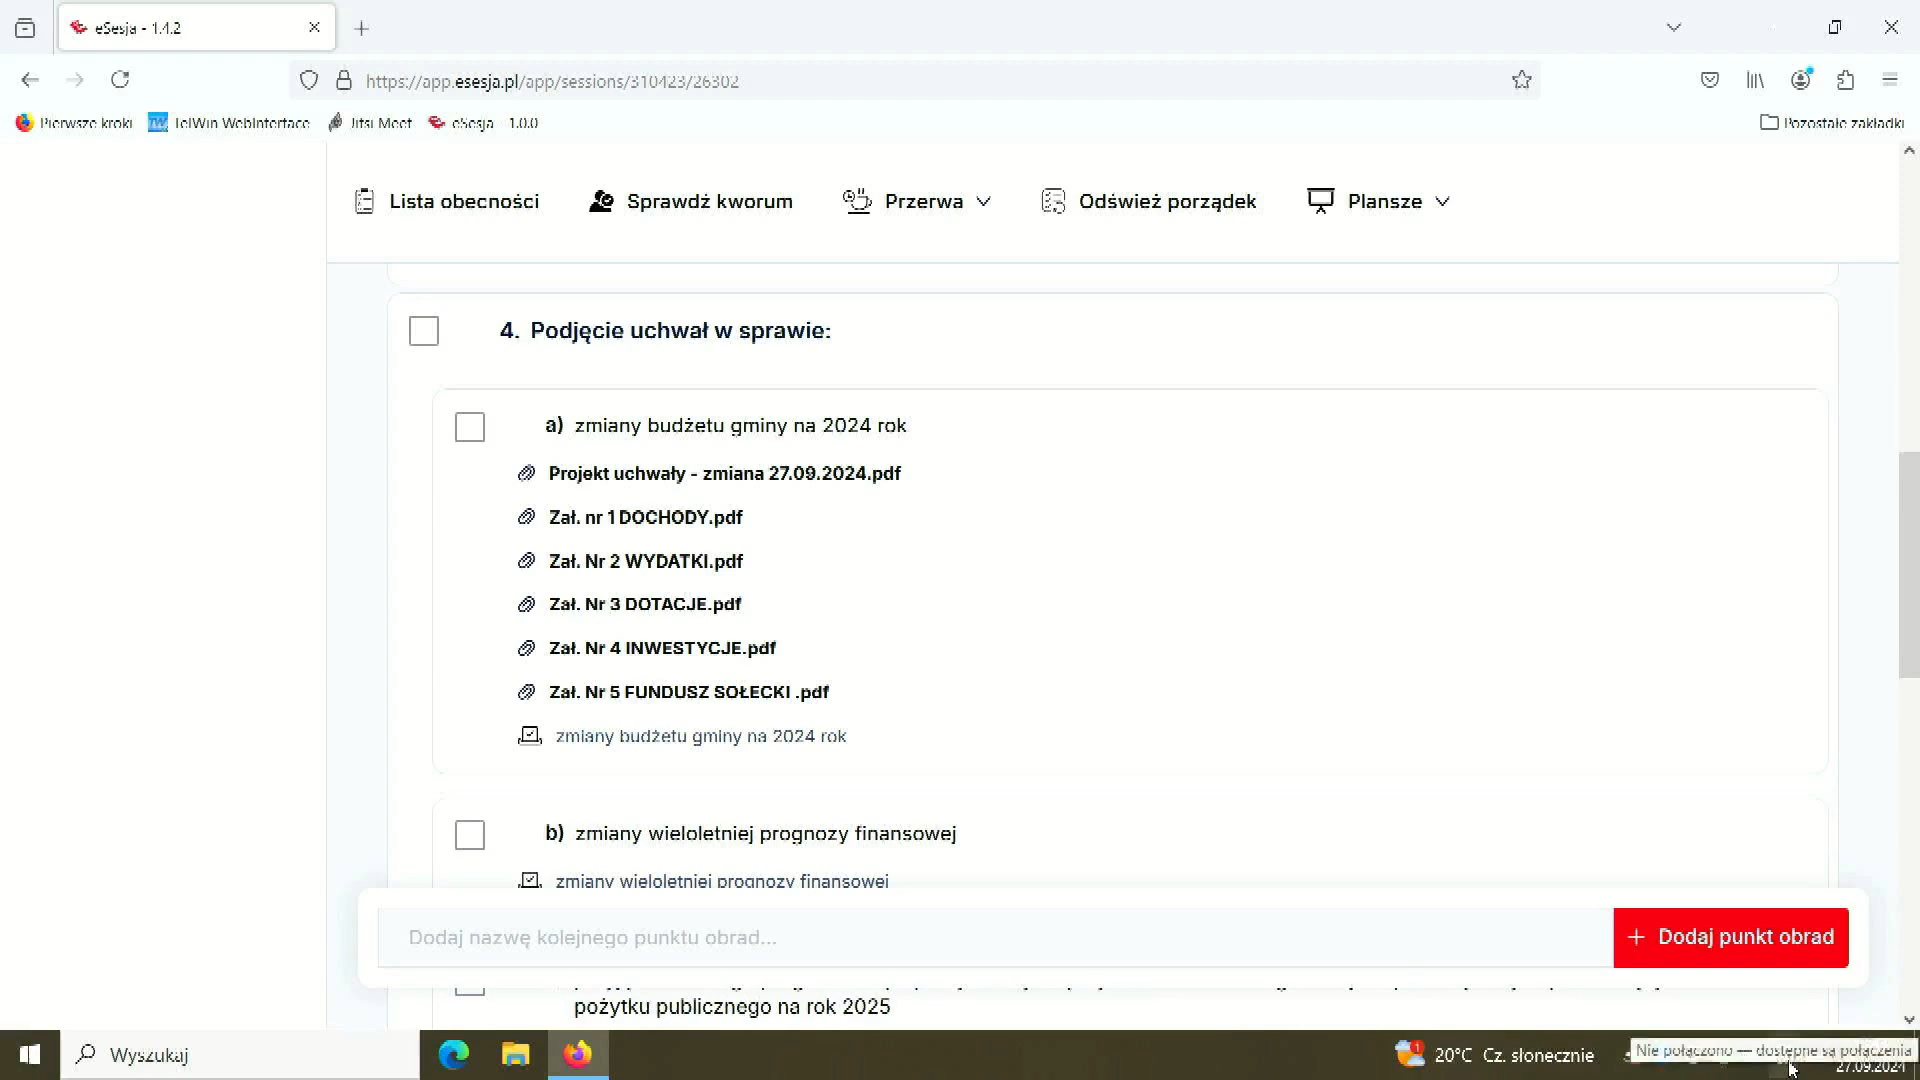 eSesja - 1.4.2
https://app.esesja.pl/app/sessions/310423/26302
Pierwsze kroki
TelWin WebInterface
Jitsi Meet
eSesja 1.0.0
Pozostałe zakładki
Lista obecności
Sprawdź kworum
Przerwa
Odśwież porządek
Plansze
4. Podjęcie uchwał w sprawie:
a) zmiany budżetu gminy na 2024 rok
Projekt uchwały - zmiana 27.09.2024.pdf
Zał. nr 1 DOCHODY.pdf
Zał. Nr 2 WYDATKI.pdf
Zał. Nr 3 DOTACJE.pdf
Zał. Nr 4 INWESTYCJE.pdf
Zał. Nr 5 FUNDUSZ SOŁECKI .pdf
zmiany budżetu gminy na 2024 rok
b) zmiany wieloletniej prognozy finansowej
zmiany wieloletniej prognozy finansowej
Dodaj nazwę kolejnego punktu obrad...
+ Dodaj punkt obrad
pożytku publicznego na rok 2025
Wyszukaj
1
20°C Cz. słonecznie
Nie połączono — dostępne są połączenia
27.09.2024